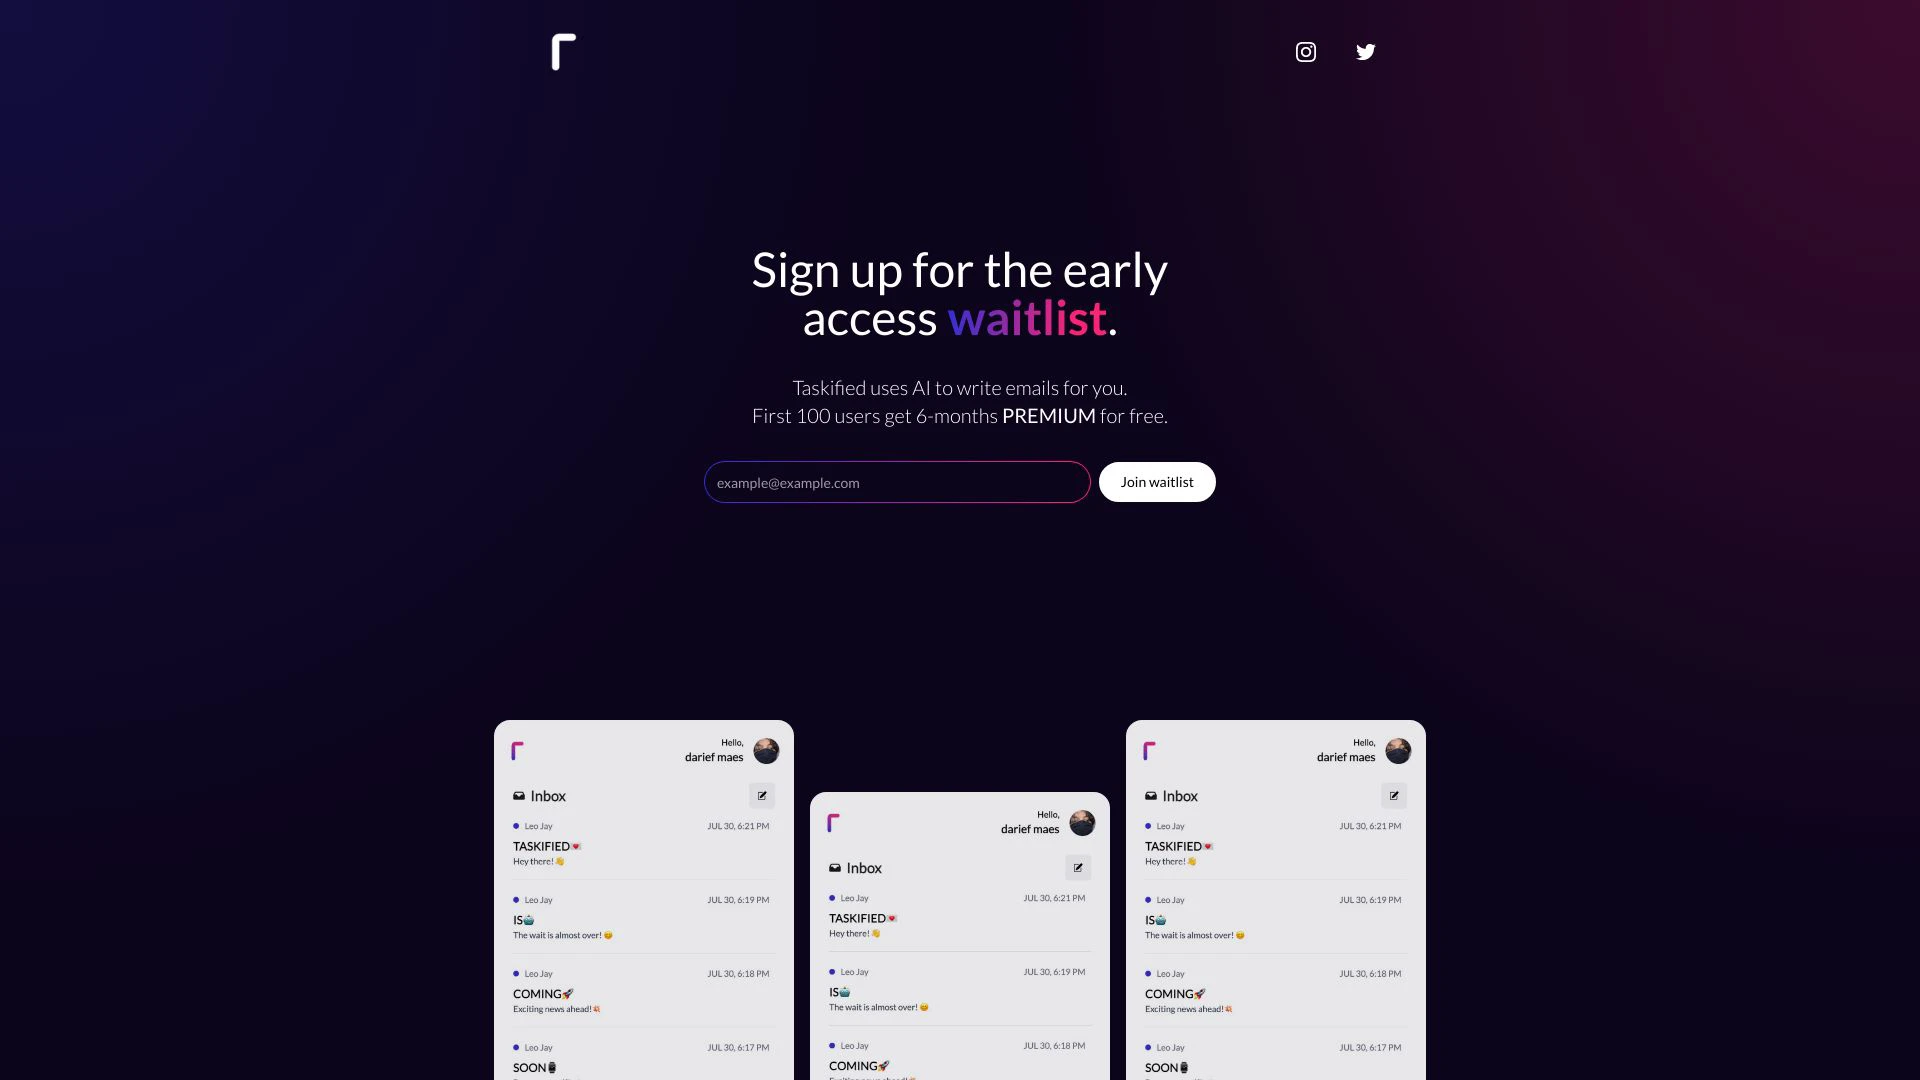 Sign up for the early
access waitlist.
Taskified uses AI to write emails for you.
First 100 users get 6-months PREMIUM for free.
example@example.com
Join waitlist
Hello,
darief maes
Inbox
Leo Jay JUL 30, 6:21 PM
TASKIFIED💌
Hey there! 👋
Leo Jay JUL 30, 6:19 PM
IS🤖
The wait is almost over! 😊
Leo Jay JUL 30, 6:18 PM
COMING🚀
Exciting news ahead! 💥
Leo Jay JUL 30, 6:17 PM
SOON⌚
Hello,
darief maes
Inbox
Leo Jay JUL 30, 6:21 PM
TASKIFIED💌
Hey there! 👋
Leo Jay JUL 30, 6:19 PM
IS🤖
The wait is almost over! 😊
Leo Jay JUL 30, 6:18 PM
COMING🚀
Hello,
darief maes
Inbox
Leo Jay JUL 30, 6:21 PM
TASKIFIED💌
Hey there! 👋
Leo Jay JUL 30, 6:19 PM
IS🤖
The wait is almost over! 😊
Leo Jay JUL 30, 6:18 PM
COMING🚀
Exciting news ahead! 💥
Leo Jay JUL 30, 6:17 PM
SOON⌚